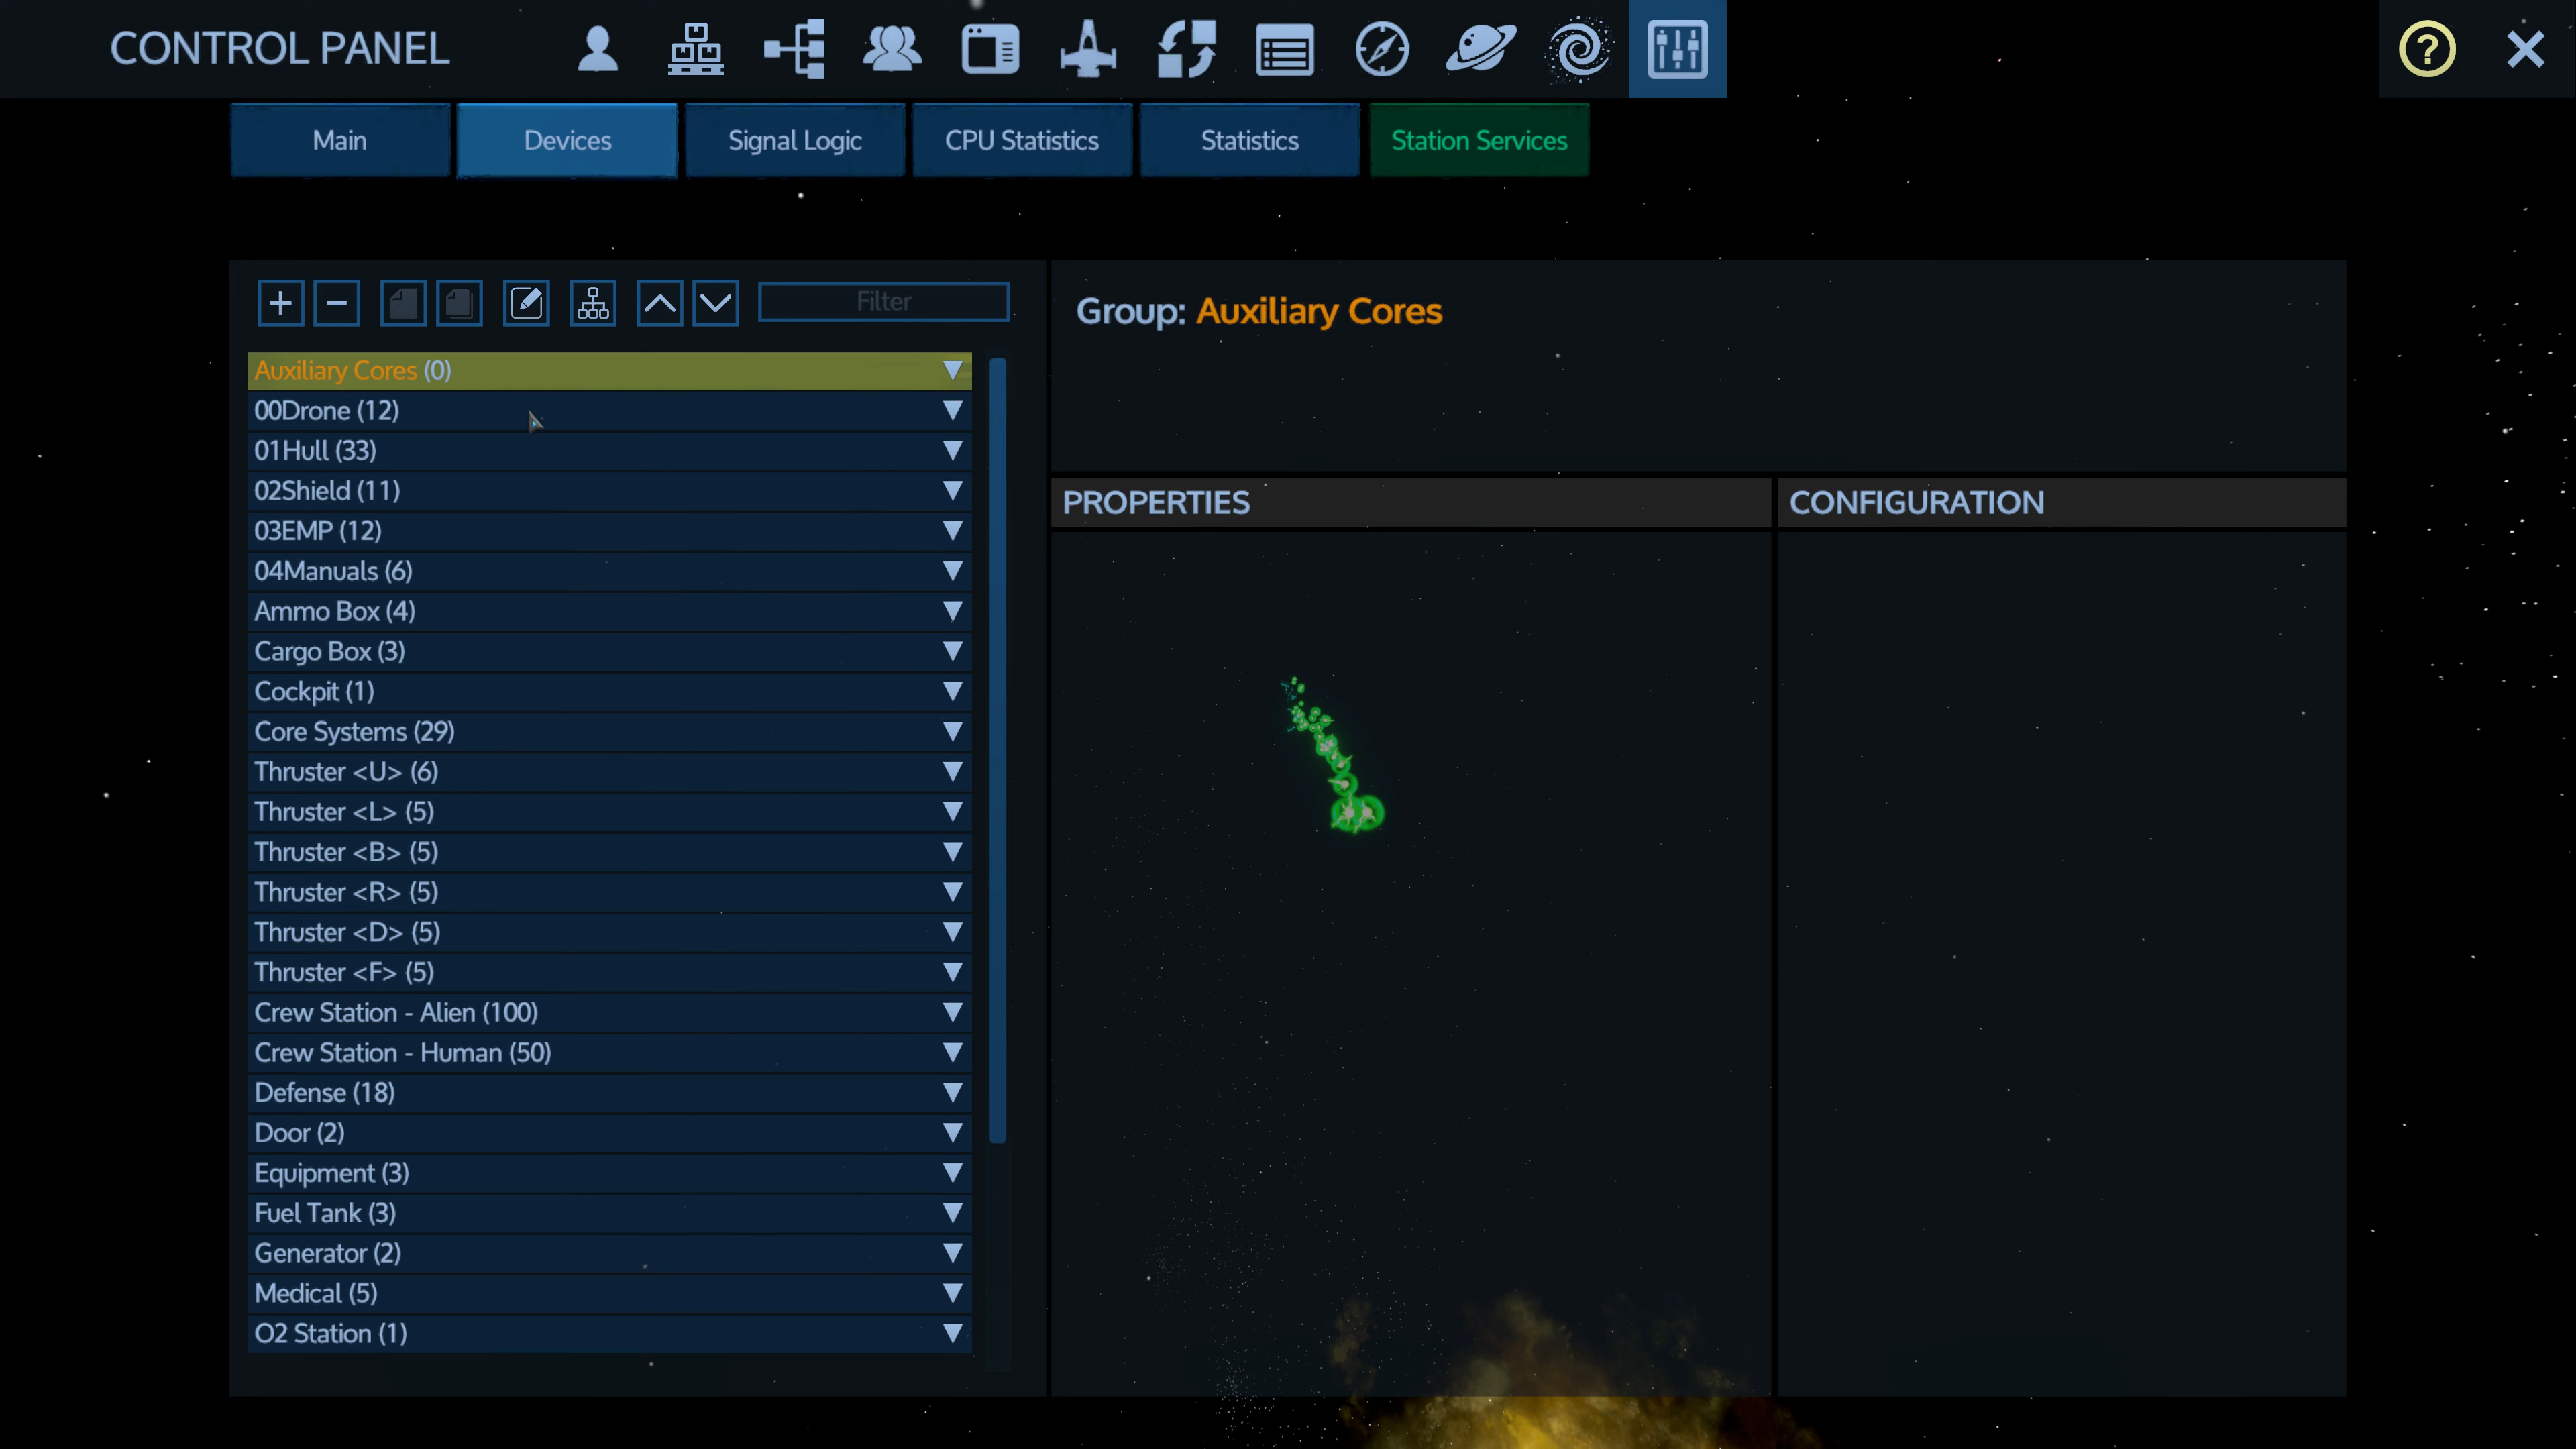 CONTROL PANEL
?
Main
Devices
Signal Logic
CPU Statistics
Statistics
Station Services
Filter
Group: Auxiliary Cores
Auxiliary Cores (0)
00Drone (12)
01Hull (33)
02Shield (11)
03EMP (12)
04Manuals (6)
Ammo Box (4)
Cargo Box (3)
Cockpit (1)
Core Systems (29)
Thruster <U> (6)
Thruster <L> (5)
Thruster <B> (5)
Thruster <R> (5)
Thruster <D> (5)
Thruster <F> (5)
Crew Station - Alien (100)
Crew Station - Human (50)
Defense (18)
Door (2)
Equipment (3)
Fuel Tank (3)
Generator (2)
Medical (5)
O2 Station (1)
PROPERTIES
CONFIGURATION